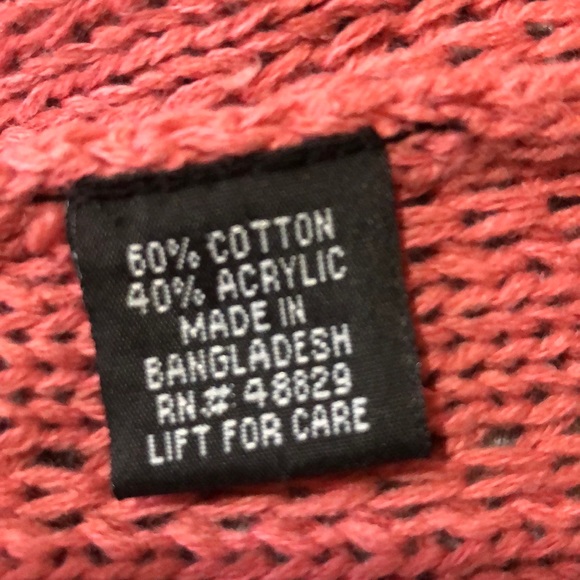 60% COTTON
40% ACRYLIC
MADE IN
BANGLADESH
RN# 48829
LIFT FOR CARE